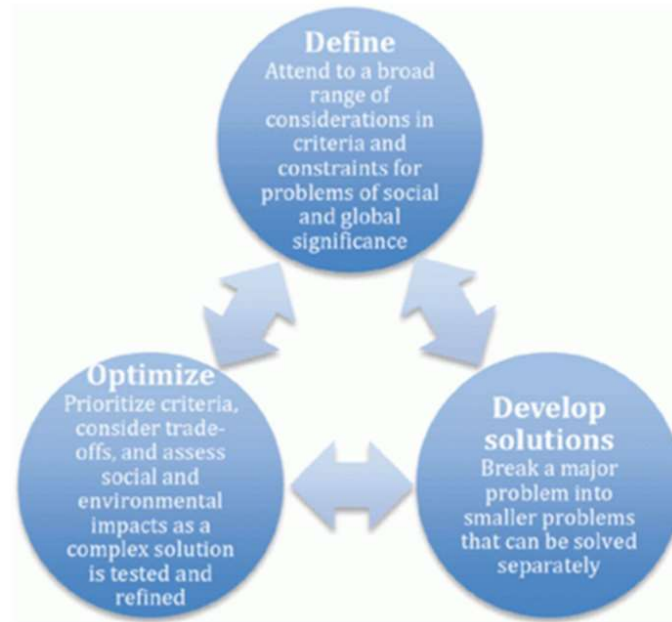 Define
Attend to a broad
range of
considerations in
criteria and
constraints for
problems of social
and global
significance
Optimize
Prioritize criteria,
consider trade-
offs, and assess
social and
environmental
impacts as a
complex solution
is tested and
refined
Develop
solutions
Break a major
problem into
smaller problems
that can be solved
separately